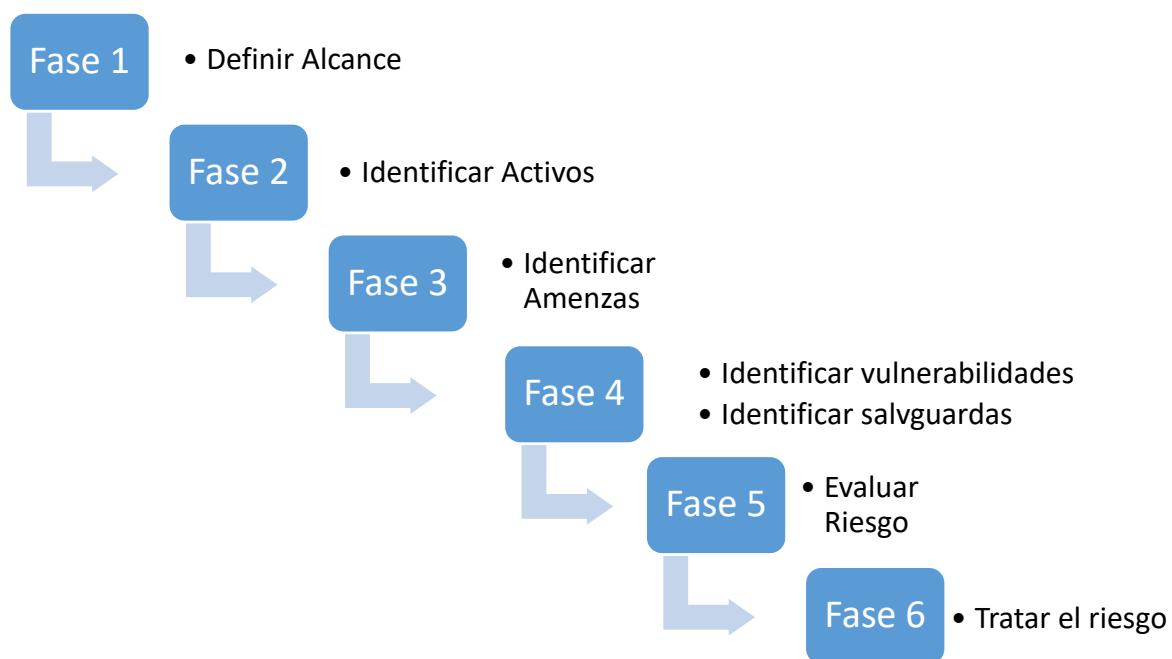 Fase 1
• Definir Alcance
Fase 2
• Identificar Activos
Fase 3
• Identificar
Amenzas
Fase 4
• Identificar vulnerabilidades
• Identificar salvguardas
Fase 5
• Evaluar
Riesgo
Fase 6
• Tratar el riesgo